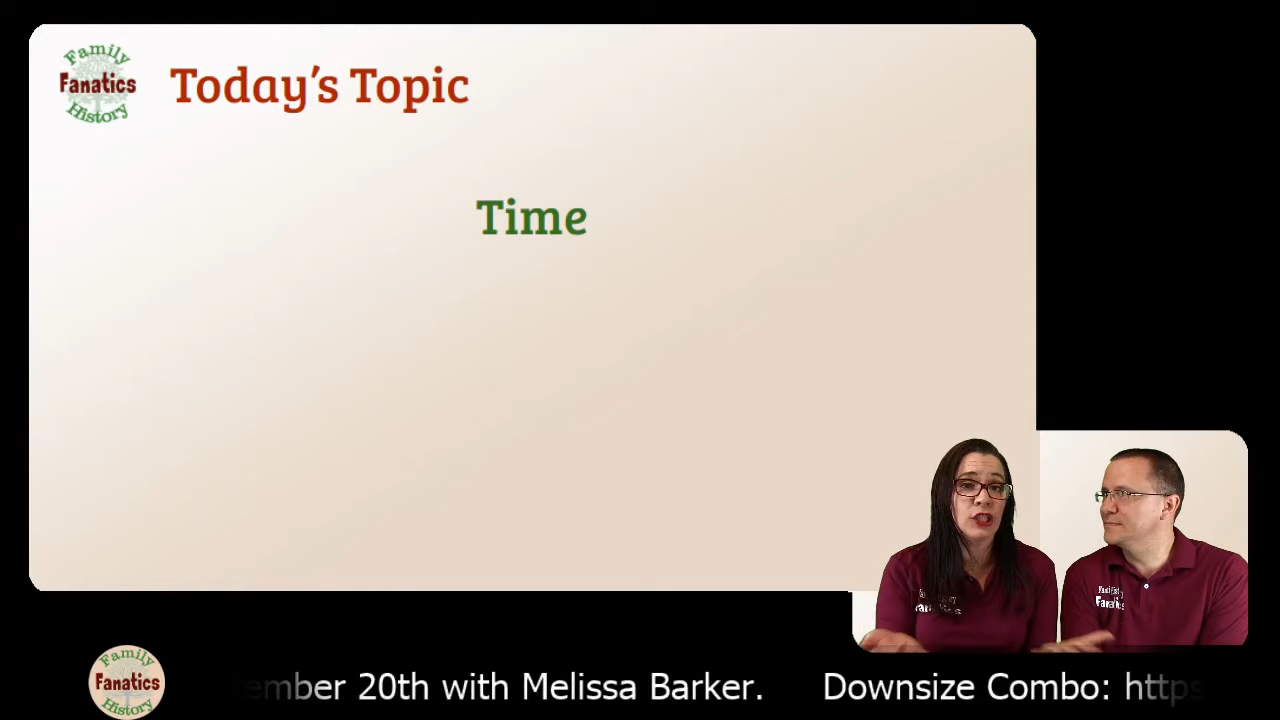 Family
Fanatics
History
Today's Topic
Time
Family
Fanatics
History
ember 20th with Melissa Barker. Downsize Combo: https